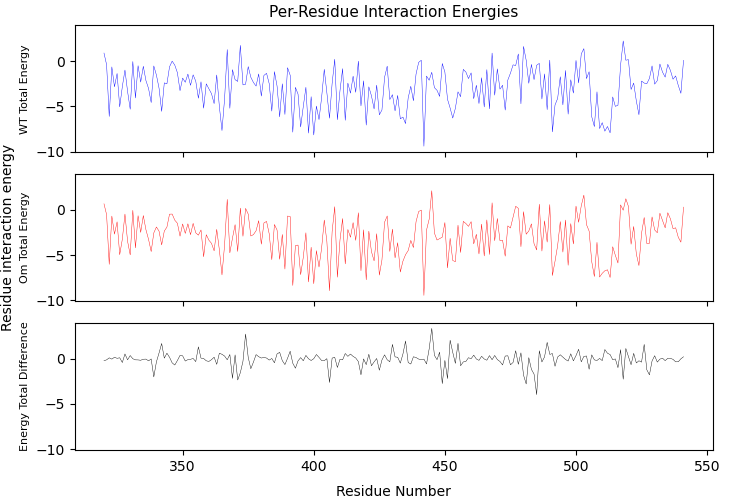 Per-Residue Interaction Energies
Residue interaction energy
WT Total Energy
0
−5
−10
Om Total Energy
0
−5
−10
Energy Total Difference
0
−5
−10
350 400 450 500 550
Residue Number